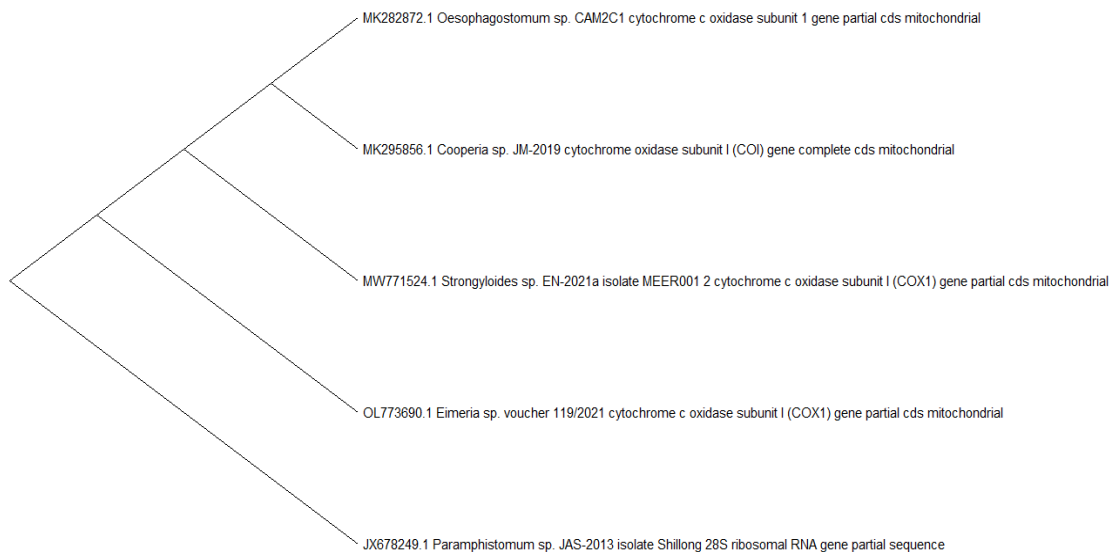 MK282872.1 Oesophagostomum sp. CAM2C1 cytochrome c oxidase subunit 1 gene partial cds mitochondrial
MK295856.1 Cooperia sp. JM-2019 cytochrome oxidase subunit I (COI) gene complete cds mitochondrial
MW771524.1 Strongyloides sp. EN-2021a isolate MEER001 2 cytochrome c oxidase subunit I (COX1) gene partial cds mitochondrial
OL773690.1 Eimeria sp. voucher 119/2021 cytochrome c oxidase subunit I (COX1) gene partial cds mitochondrial
JX678249.1 Paramphistomum sp. JAS-2013 isolate Shillong 28S ribosomal RNA gene partial sequence